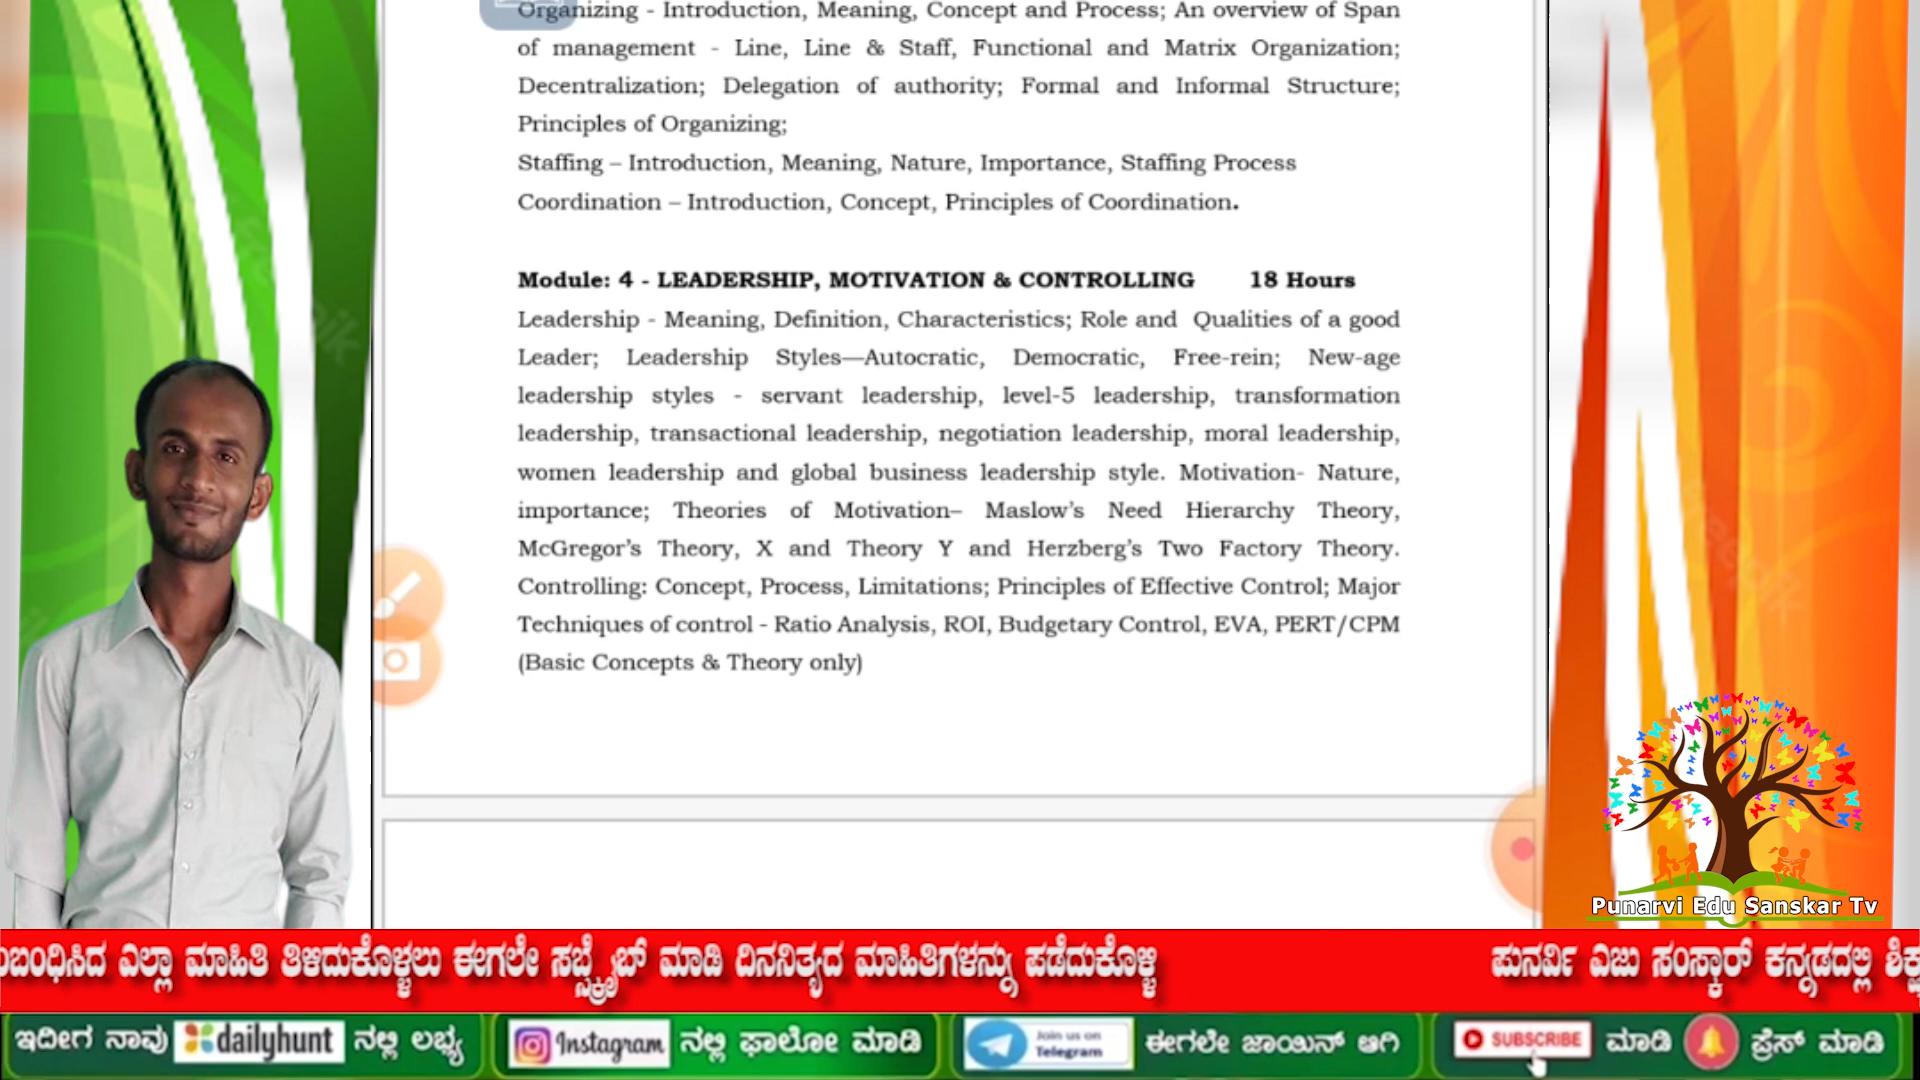 Organizing - Introduction, Meaning, Concept and Process; An overview of Span
of management - Line, Line & Staff, Functional and Matrix Organization;
Decentralization; Delegation of authority; Formal and Informal Structure;
Principles of Organizing;
Staffing – Introduction, Meaning, Nature, Importance, Staffing Process
Coordination – Introduction, Concept, Principles of Coordination.
Module: 4 - LEADERSHIP, MOTIVATION & CONTROLLING 18 Hours
Leadership - Meaning, Definition, Characteristics; Role and Qualities of a good
Leader; Leadership Styles—Autocratic, Democratic, Free-rein; New-age
leadership styles - servant leadership, level-5 leadership, transformation
leadership, transactional leadership, negotiation leadership, moral leadership,
women leadership and global business leadership style. Motivation- Nature,
importance; Theories of Motivation– Maslow's Need Hierarchy Theory,
McGregor's Theory, X and Theory Y and Herzberg's Two Factory Theory.
Controlling: Concept, Process, Limitations; Principles of Effective Control; Major
Techniques of control - Ratio Analysis, ROI, Budgetary Control, EVA, PERT/CPM
(Basic Concepts & Theory only)
Punarvi Edu Sanskar Tv
ಎಲ್ಲಾ ಮಾಹಿತಿ ತಿಳಿದುಕೊಳ್ಳಲು ಈಗಲೇ ಸಬ್ಸ್ಕ್ರೈಬ್ ಮಾಡಿ ದಿನನಿತ್ಯದ ಮಾಹಿತಿಗಳನ್ನು ಪಡೆದುಕೊಳ್ಳಿ ಪುನರ್ವಿ ಎಜು ಸಂಸ್ಕಾರ್ ಕನ್ನಡದಲ್ಲಿ
ಇದೀಗ ನಾವು dailyhunt ನಲ್ಲಿ ಲಭ್ಯ Instagram ನಲ್ಲಿ ಫಾಲೋ ಮಾಡಿ Join us on Telegram ಈಗಲೇ ಜಾಯಿನ್ ಆಗಿ SUBSCRIBE ಮಾಡಿ ಪ್ರೆಸ್ ಮಾಡಿ